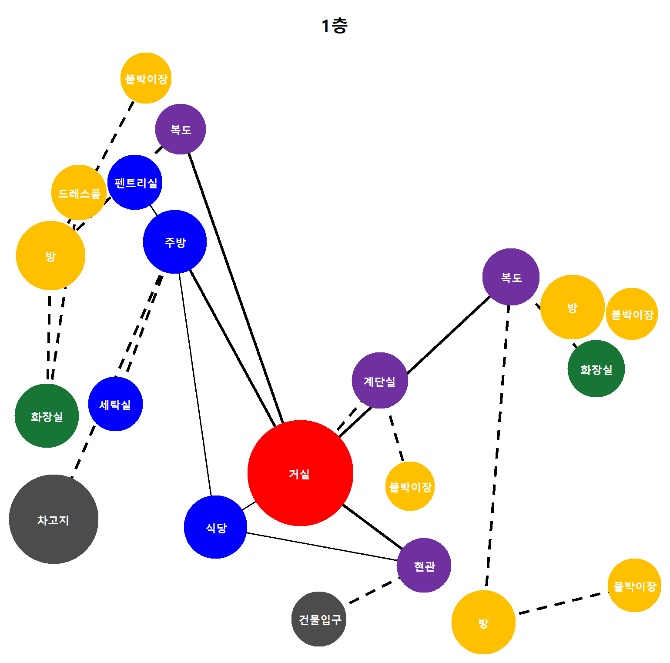 1층
붙박이장
복도
펜트리실
드레스룸
주방
방
복도
방
붙박이장
화장실
계단실
세탁실
화장실
거실
붙박이장
차고지
식당
현관
붙박이장
건물입구
방